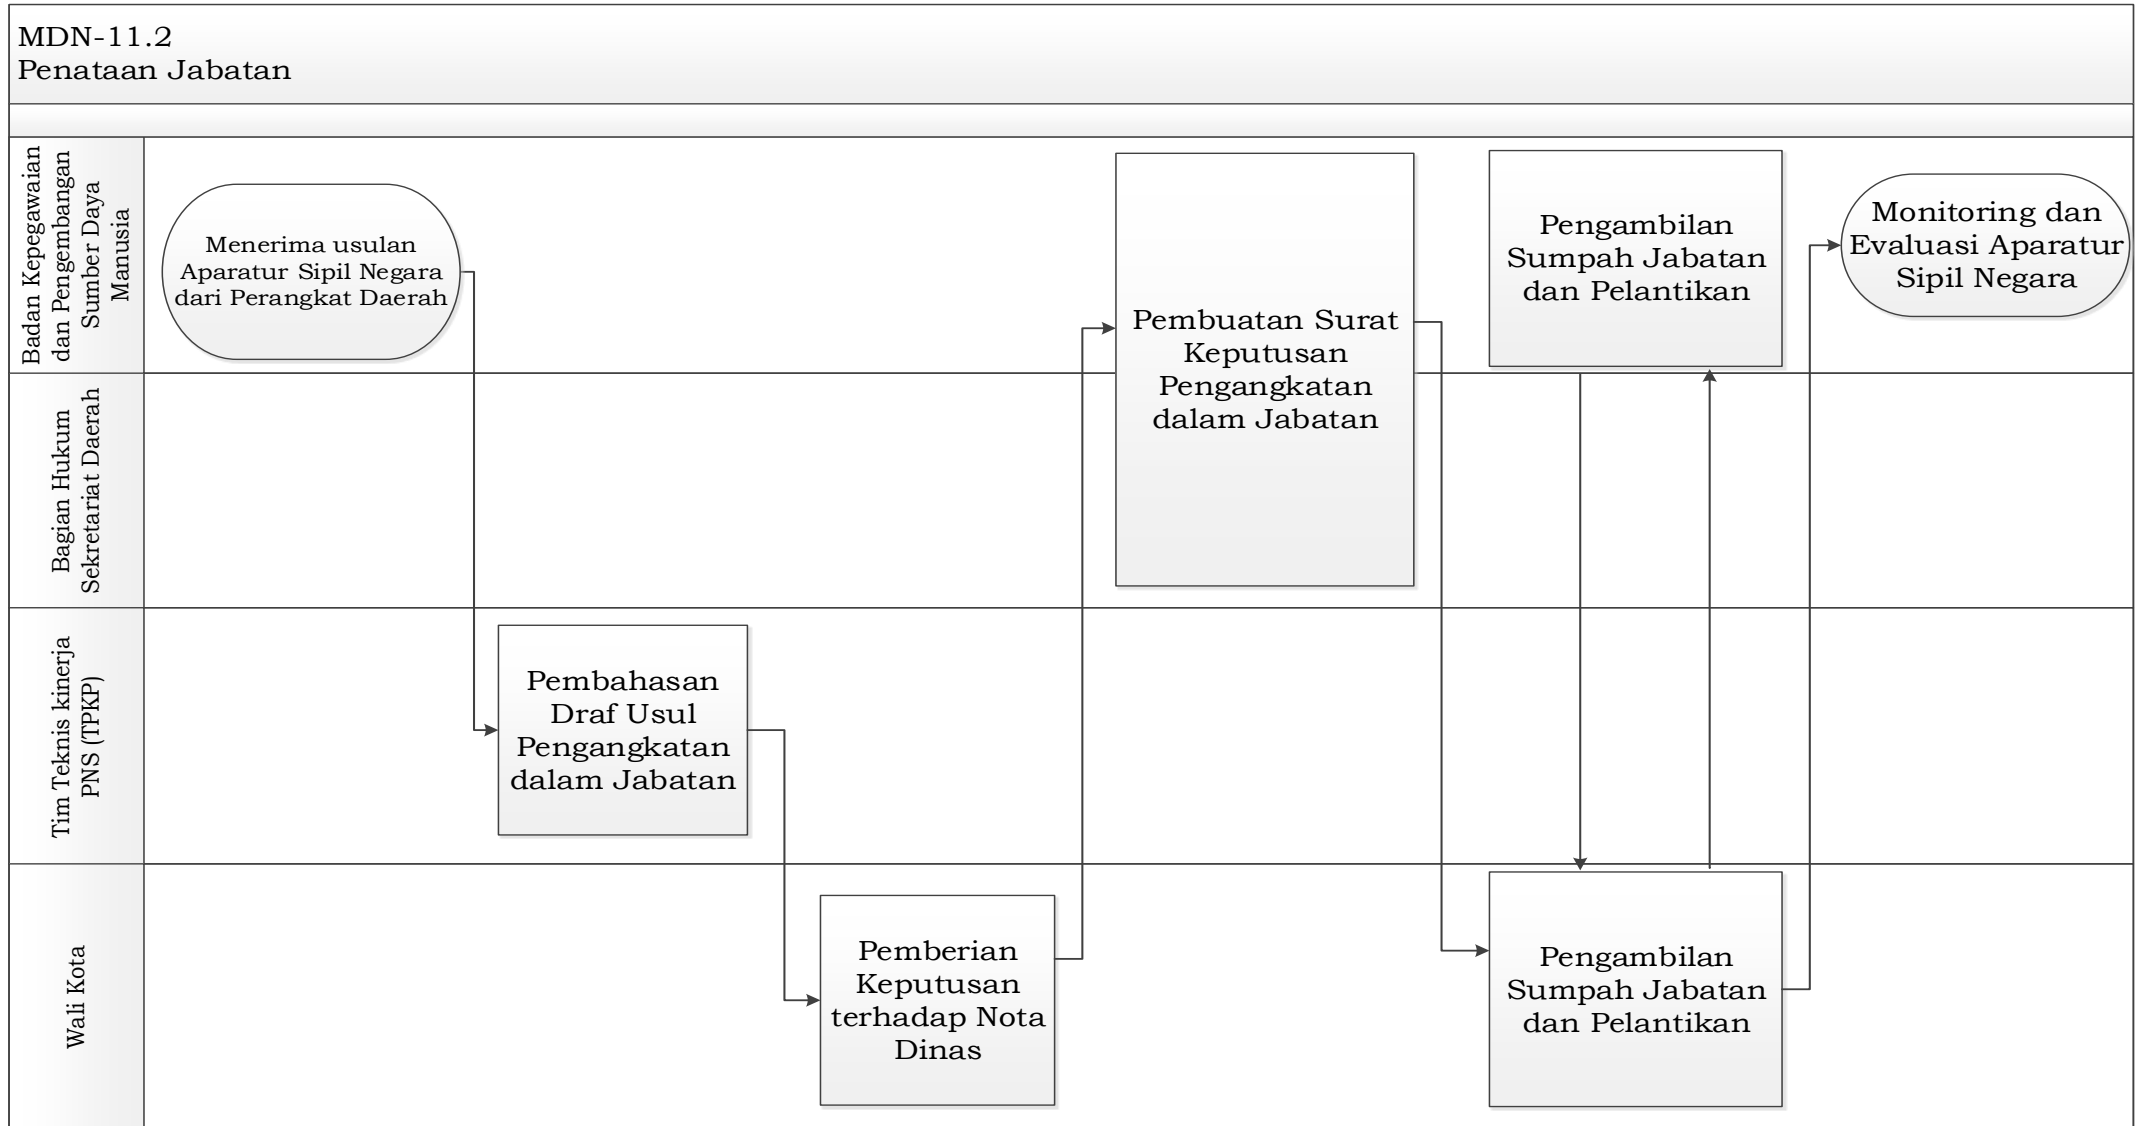 MDN-11.2
Penataan Jabatan
Badan Kepegawaian
dan Pengembangan
Sumber Daya
Manusia
Menerima usulan
Aparatur Sipil Negara
dari Perangkat Daerah
Pembuatan Surat
Keputusan
Pengangkatan
dalam Jabatan
Pengambilan
Sumpah Jabatan
dan Pelantikan
Monitoring dan
Evaluasi Aparatur
Sipil Negara
Bagian Hukum
Sekretariat Daerah
Tim Teknis kinerja
PNS (TPKP)
Pembahasan
Draf Usul
Pengangkatan
dalam Jabatan
Wali Kota
Pemberian
Keputusan
terhadap Nota
Dinas
Pengambilan
Sumpah Jabatan
dan Pelantikan